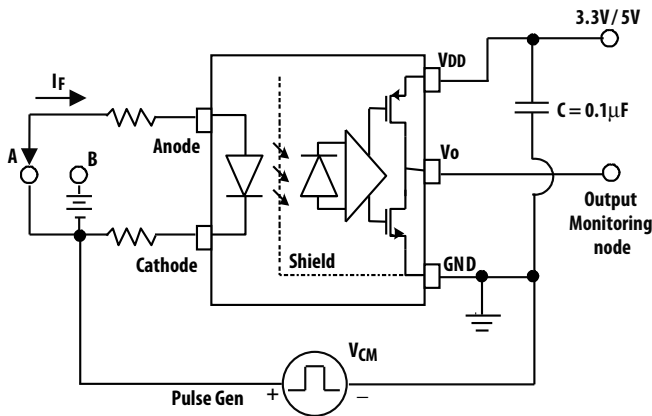 3.3V/ 5V
IF
VDD
C = 0.1µF
A
B
Anode
Vo
Output
Monitoring
node
Cathode
Shield
GND
VCM
Pulse Gen
+
−